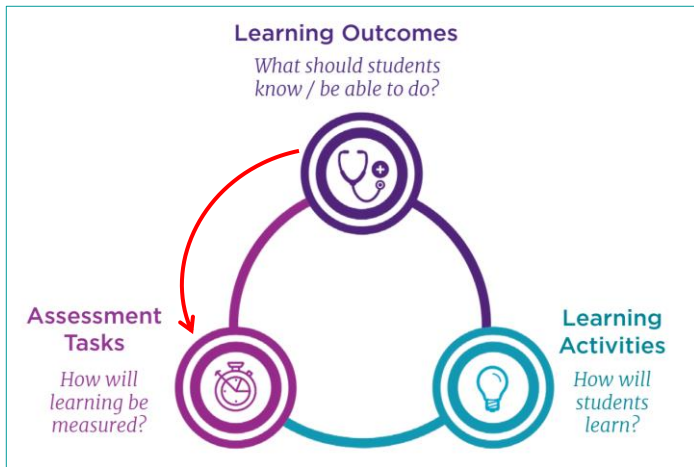 Learning Outcomes
What should students
know / be able to do?
Assessment
Tasks
How will
learning be
measured?
Learning
Activities
How will
students
learn?